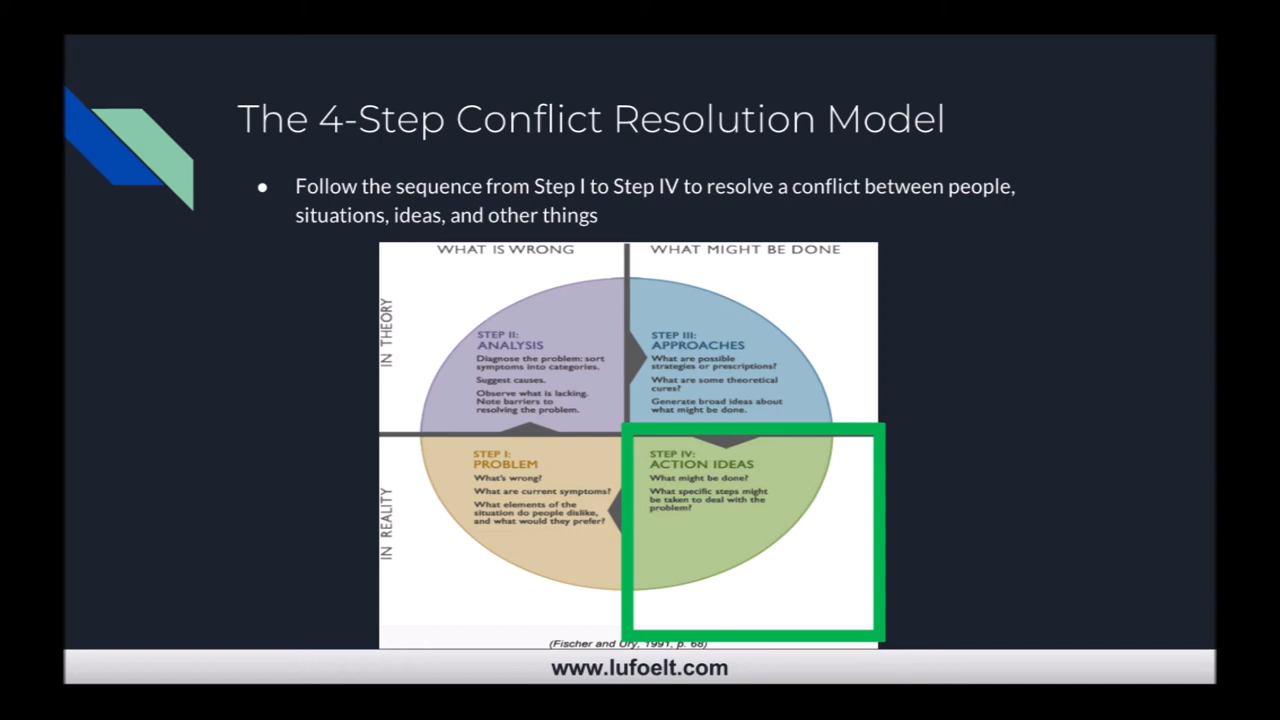 The 4-Step Conflict Resolution Model
● Follow the sequence from Step I to Step IV to resolve a conflict between people,
situations, ideas, and other things
WHAT IS WRONG
WHAT MIGHT BE DONE
IN THEORY
STEP II:
ANALYSIS
Diagnose the problem: sort
symptoms into categories.
Suggest causes.
Observe what is lacking.
Note barriers to
resolving the problem.
STEP III:
APPROACHES
What are possible
strategies or prescriptions?
What are some theoretical
cures?
Generate broad ideas about
what might be done.
IN REALITY
STEP I:
PROBLEM
What's wrong?
What are current symptoms?
What elements of the
situation do people dislike,
and what would they prefer?
STEP IV:
ACTION IDEAS
What might be done?
What specific steps might
be taken to deal with the
problem?
(Fischer and Ury, 1991, p. 68)
www.lufoelt.com